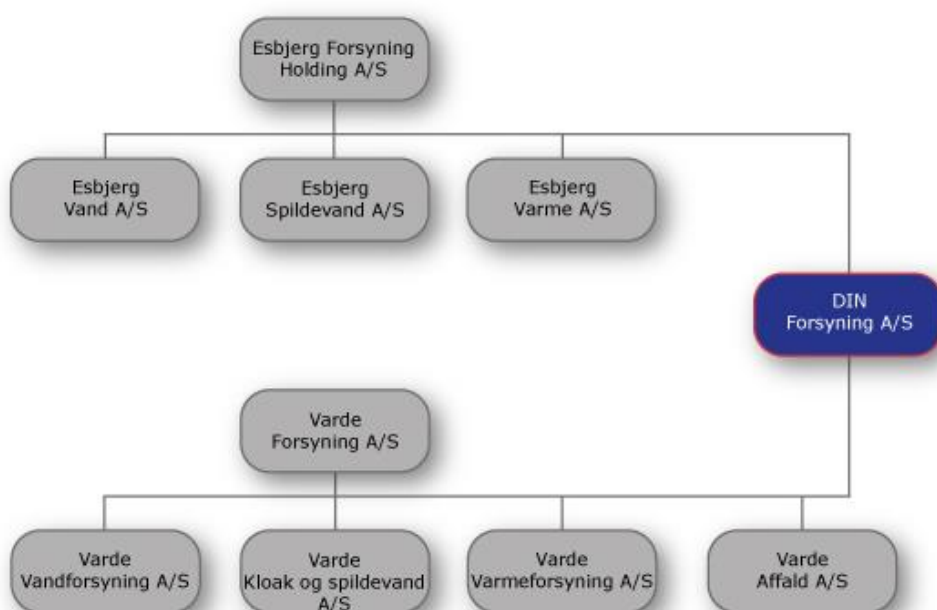 Esbjerg Forsyning
Holding A/S
Esbjerg
Vand A/S
Esbjerg
Spildevand A/S
Esbjerg
Varme A/S
DIN
Forsyning A/S
Varde
Forsyning A/S
Varde
Vandforsyning A/S
Varde
Kloak og spildevand
A/S
Varde
Varmeforsyning A/S
Varde
Affald A/S